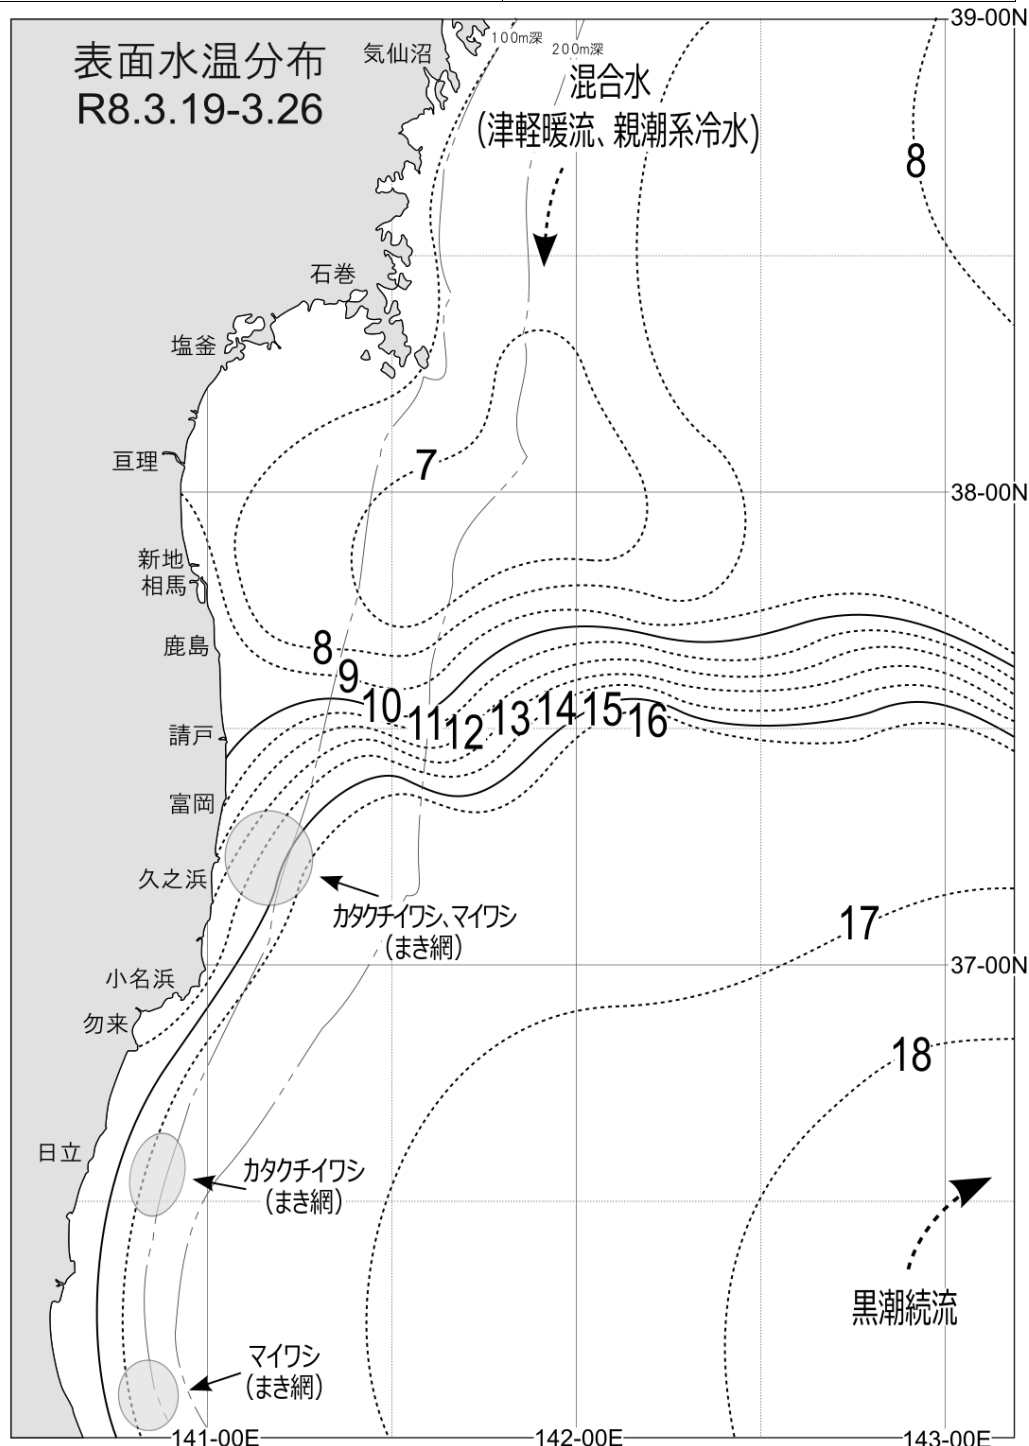 39-00N
表面水温分布
R8.3.19-3.26
気仙沼
100m深
200m深
混合水
(津軽暖流、親潮系冷水)
8
石巻
塩釜
亘理
7
38-00N
新地
相馬
鹿島
8
9
10
11
12
13
14
15
16
請戸
富岡
久之浜
カタクチイワシ、マイワシ
(まき網)
17
37-00N
小名浜
勿来
18
日立
カタクチイワシ
(まき網)
黒潮続流
マイワシ
(まき網)
141-00E
142-00E
143-00E